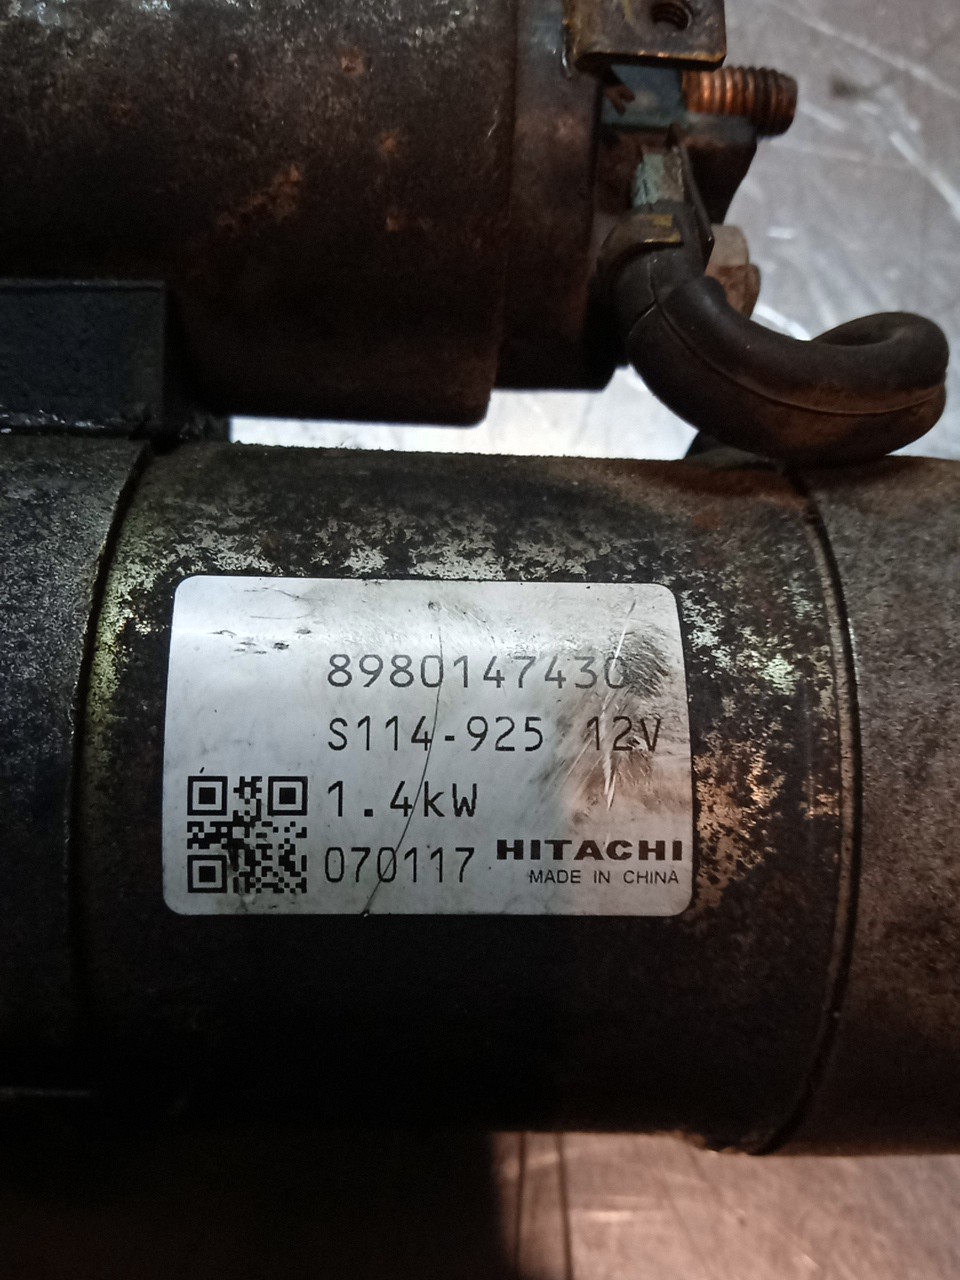 8980147430
S114-925 12V
1.4kW
070117 HITACHI
MADE IN CHINA